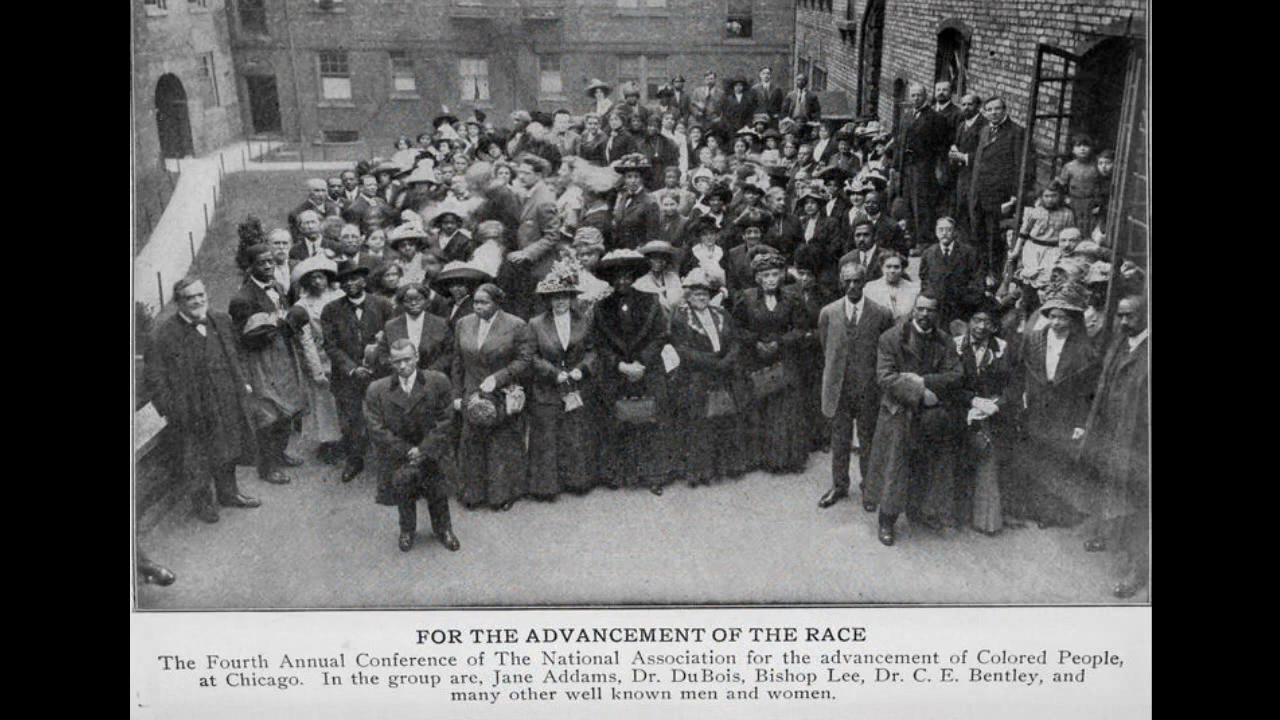 FOR THE ADVANCEMENT OF THE RACE
The Fourth Annual Conference of The National Association for the advancement of Colored People,
at Chicago. In the group are, Jane Addams, Dr. DuBois, Bishop Lee, Dr. C. E. Bentley, and
many other well known men and women.